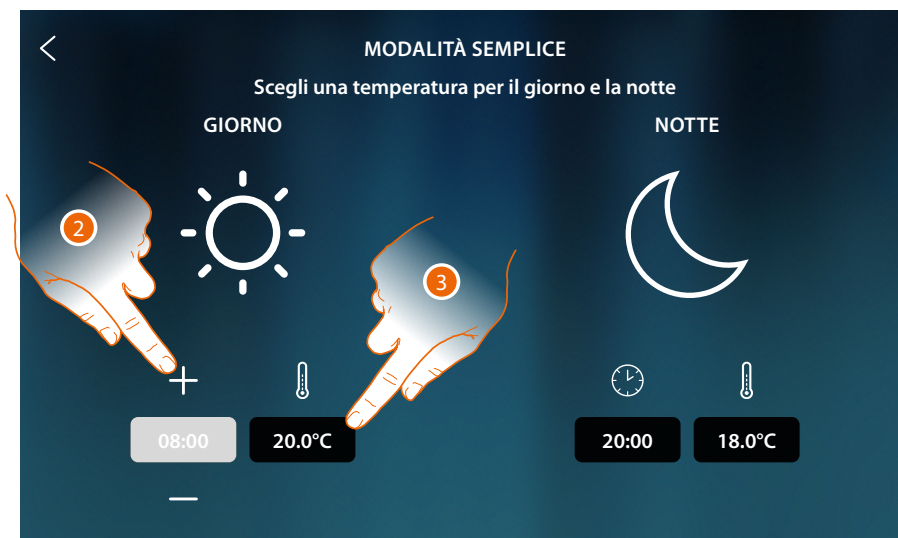 MODALITÀ SEMPLICE
Scegli una temperatura per il giorno e la notte
GIORNO
NOTTE
2
3
08:00
20.0°C
20:00
18.0°C